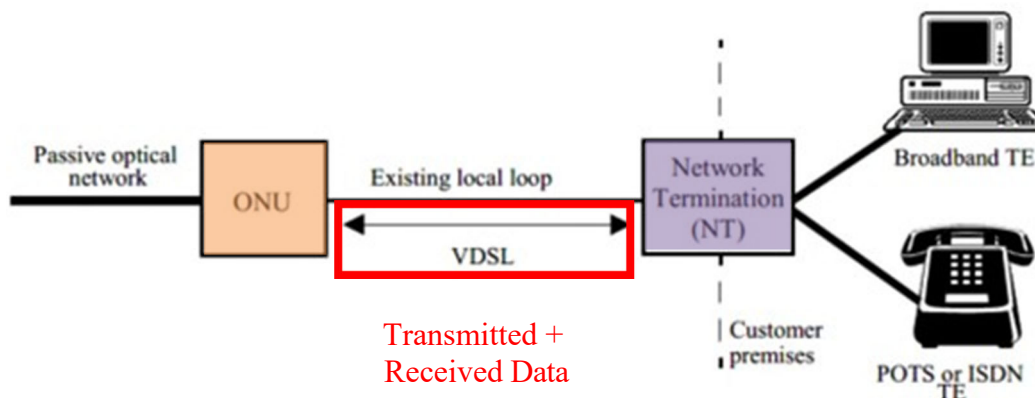 Passive optical
network
ONU
Existing local loop
VDSL
Transmitted +
Received Data
Network
Termination
(NT)
Customer
premises
Broadband TE
POTS or ISDN
TE